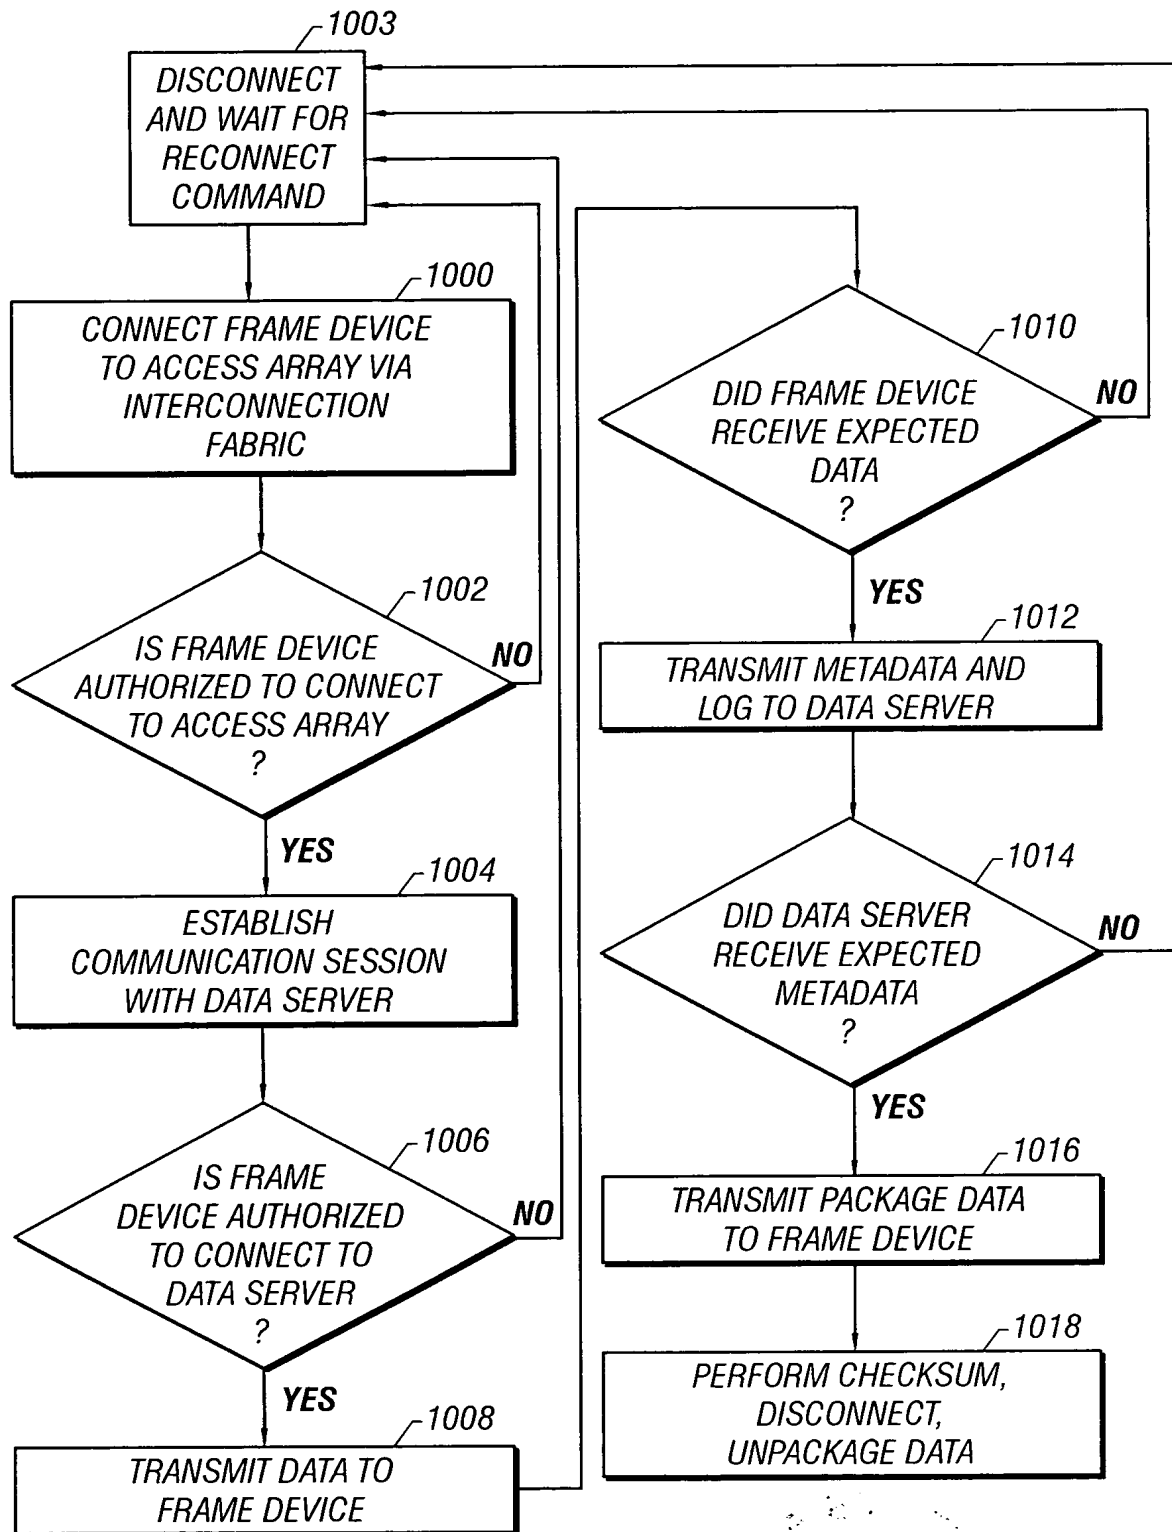 1003
DISCONNECT
AND WAIT FOR
RECONNECT
COMMAND
1000
CONNECT FRAME DEVICE
TO ACCESS ARRAY VIA
INTERCONNECTION
FABRIC
1002
IS FRAME DEVICE
AUTHORIZED TO CONNECT
TO ACCESS ARRAY
?
NO
YES
1004
ESTABLISH
COMMUNICATION SESSION
WITH DATA SERVER
1006
IS FRAME
DEVICE AUTHORIZED
TO CONNECT TO
DATA SERVER
?
NO
YES
1008
TRANSMIT DATA TO
FRAME DEVICE
1010
DID FRAME DEVICE
RECEIVE EXPECTED
DATA
?
NO
YES
1012
TRANSMIT METADATA AND
LOG TO DATA SERVER
1014
DID DATA SERVER
RECEIVE EXPECTED
METADATA
?
NO
YES
1016
TRANSMIT PACKAGE DATA
TO FRAME DEVICE
1018
PERFORM CHECKSUM,
DISCONNECT,
UNPACKAGE DATA